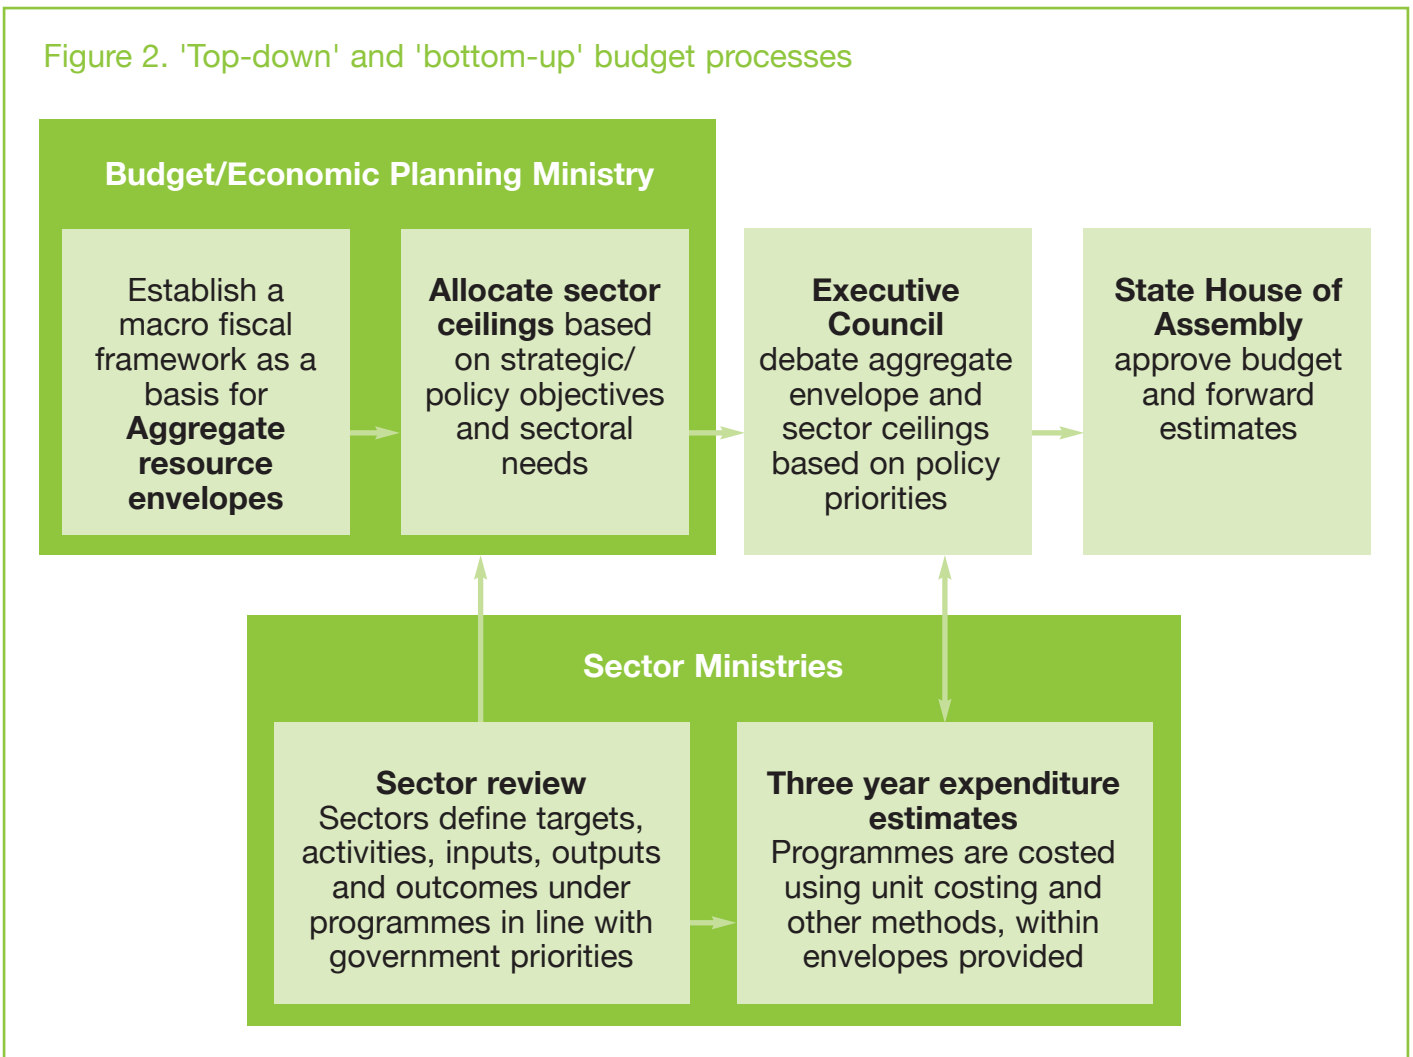 Figure 2. 'Top-down' and 'bottom-up' budget processes
Budget/Economic Planning Ministry
Establish a
macro fiscal
framework as a
basis for
Aggregate
resource
envelopes
Allocate sector
ceilings based
on strategic/
policy objectives
and sectoral
needs
Executive
Council
debate aggregate
envelope and
sector ceilings
based on policy
priorities
State House of
Assembly
approve budget
and forward
estimates
Sector Ministries
Sector review
Sectors define targets,
activities, inputs, outputs
and outcomes under
programmes in line with
government priorities
Three year expenditure
estimates
Programmes are costed
using unit costing and
other methods, within
envelopes provided